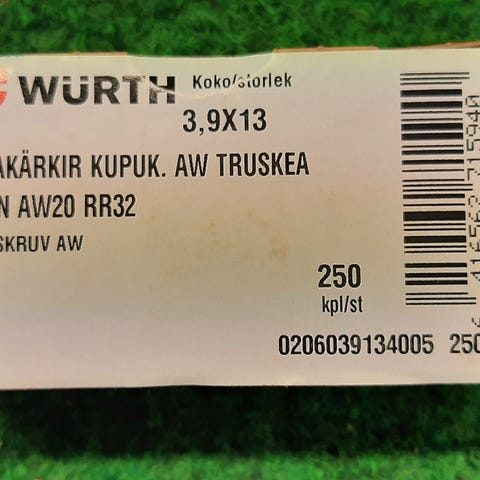 WÜRTH Koko/storlek
3,9X13
AKÄRKIR KUPUK. AW TRUSKEA
N AW20 RR32
SKRUV AW
250
kpl/st
0206039134005 250